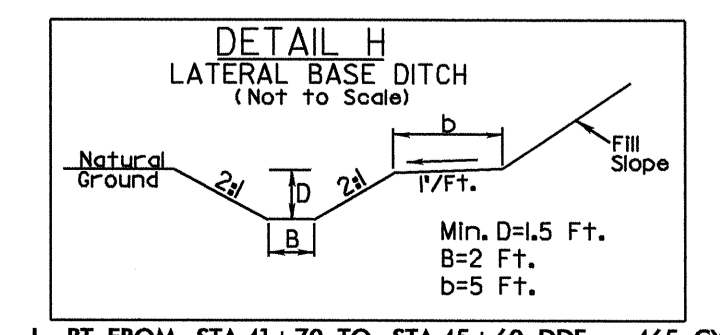 DETAIL H
LATERAL BASE DITCH
(Not to Scale)
b
Natural
Ground
2:1
D
2:1
1"/Ft.
Fill
Slope
B
Min. D=1.5 Ft.
B=2 Ft.
b=5 Ft.